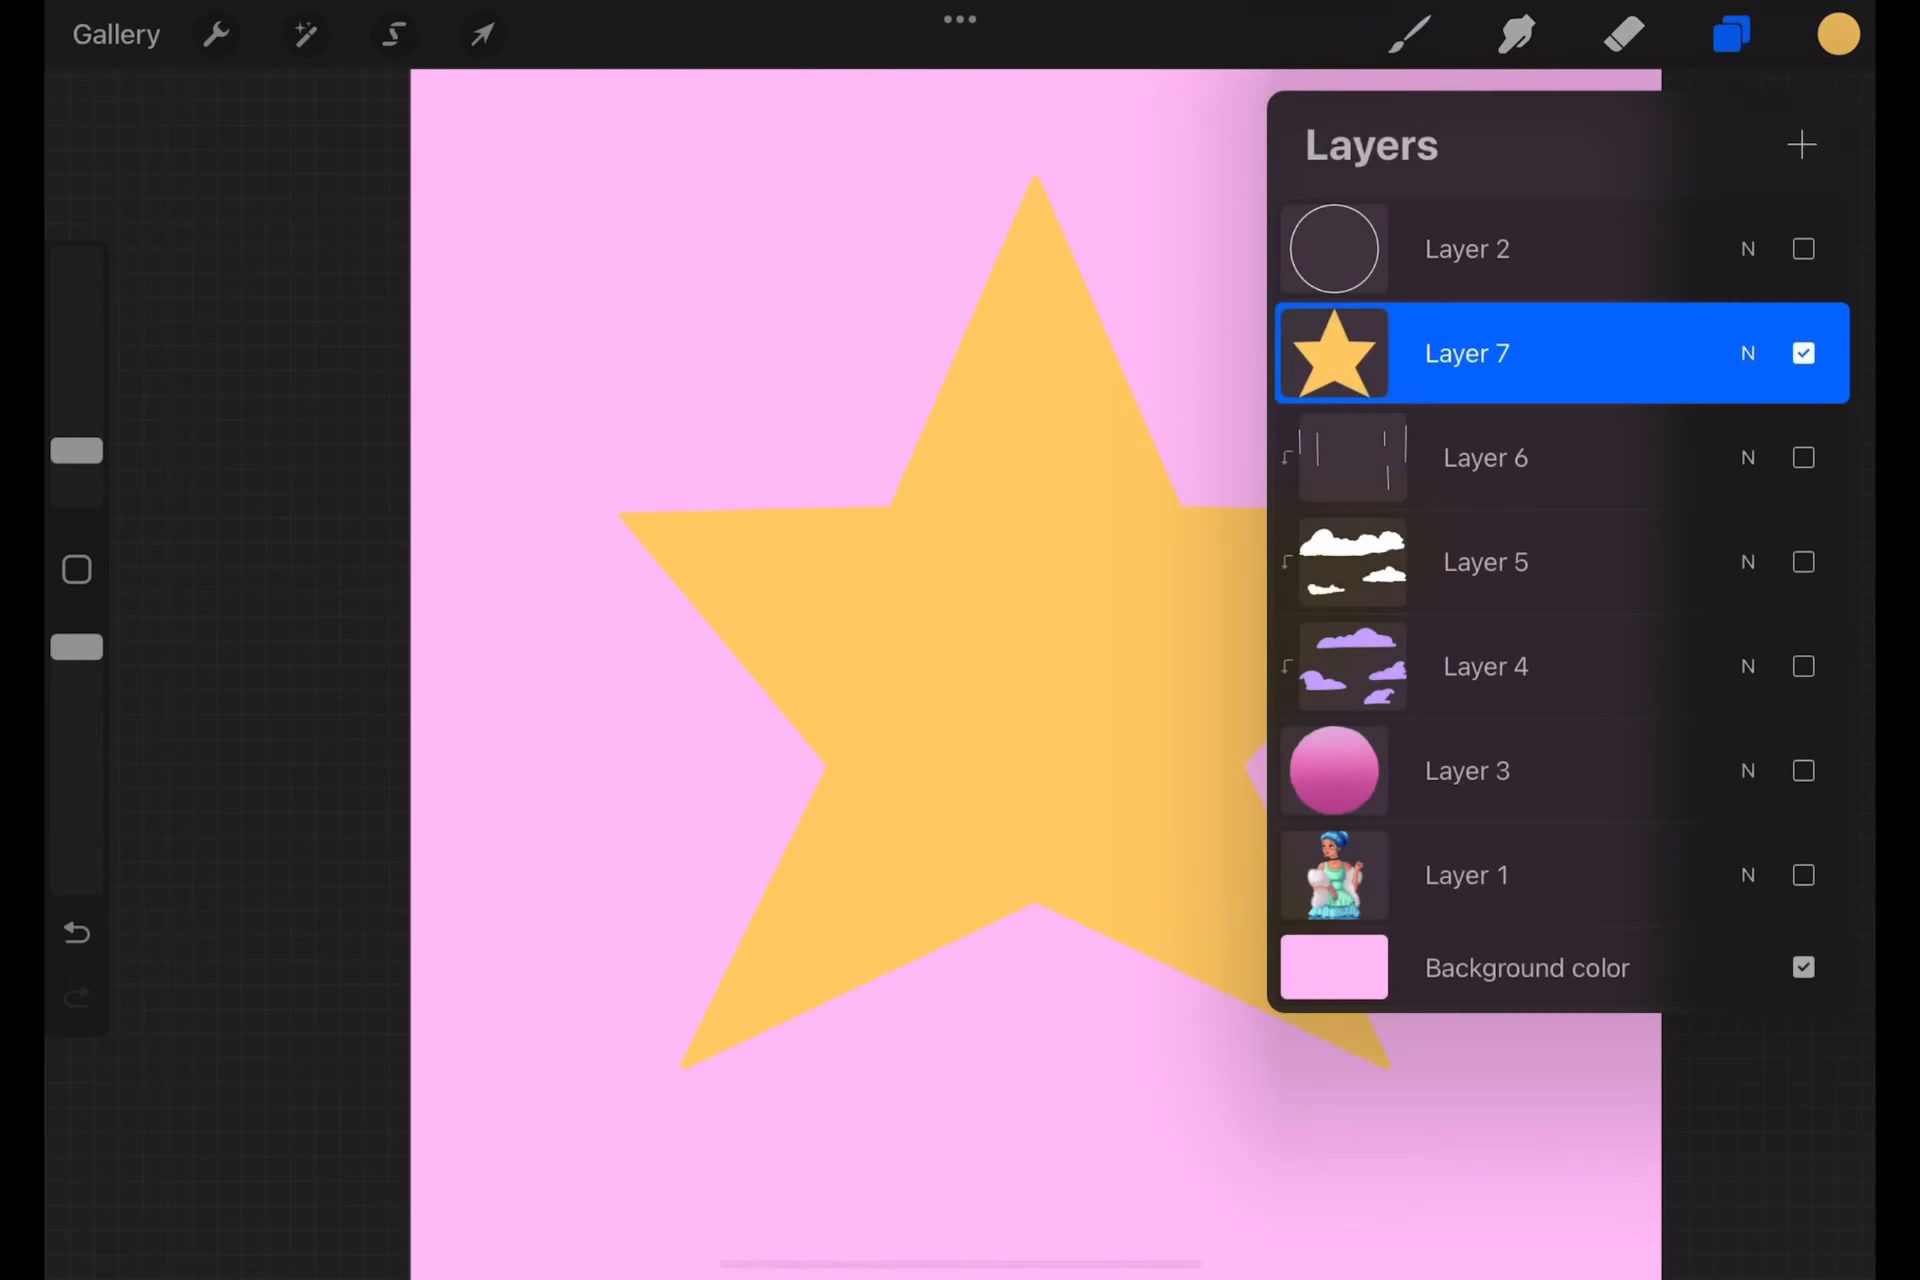 Gallery
Layers
Layer 2 N
Layer 7 N
Layer 6 N
Layer 5 N
Layer 4 N
Layer 3 N
Layer 1 N
Background color